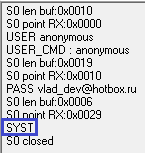 S0 len buf:0x0010
S0 point RX:0x0000
USER anonymous
USER_CMD : anonymous
S0 len buf:0x0019
S0 point RX:0x0010
PASS vlad_dev@hotbox.ru
S0 len buf:0x0006
S0 point RX:0x0029
SYST
S0 closed